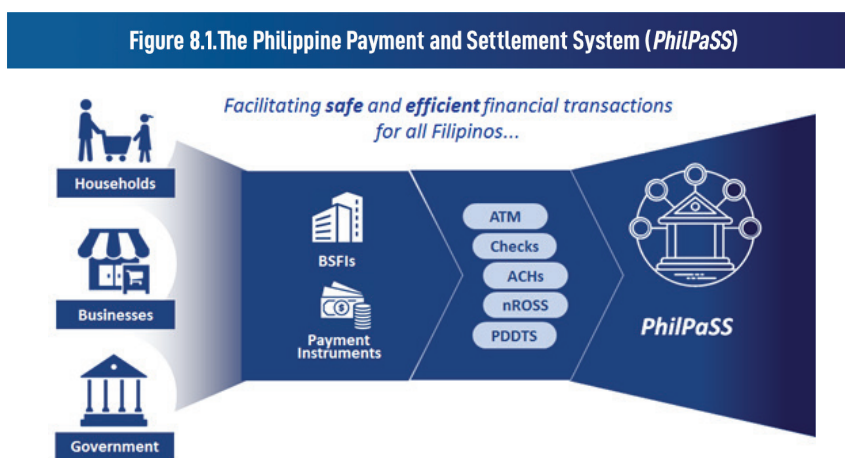 Figure 8.1.The Philippine Payment and Settlement System (PhilPaSS)
Facilitating safe and efficient financial transactions
for all Filipinos...
Households
Businesses
Government
BSFIs
Payment
Instruments
ATM
Checks
ACHs
nROSS
PDDTS
PhilPaSS